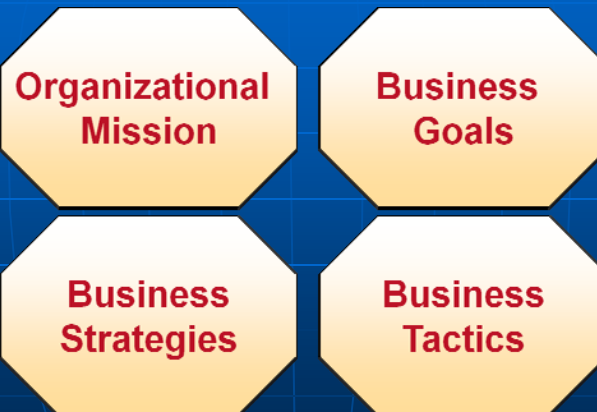 Organizational
Mission
Business
Goals
Business
Strategies
Business
Tactics